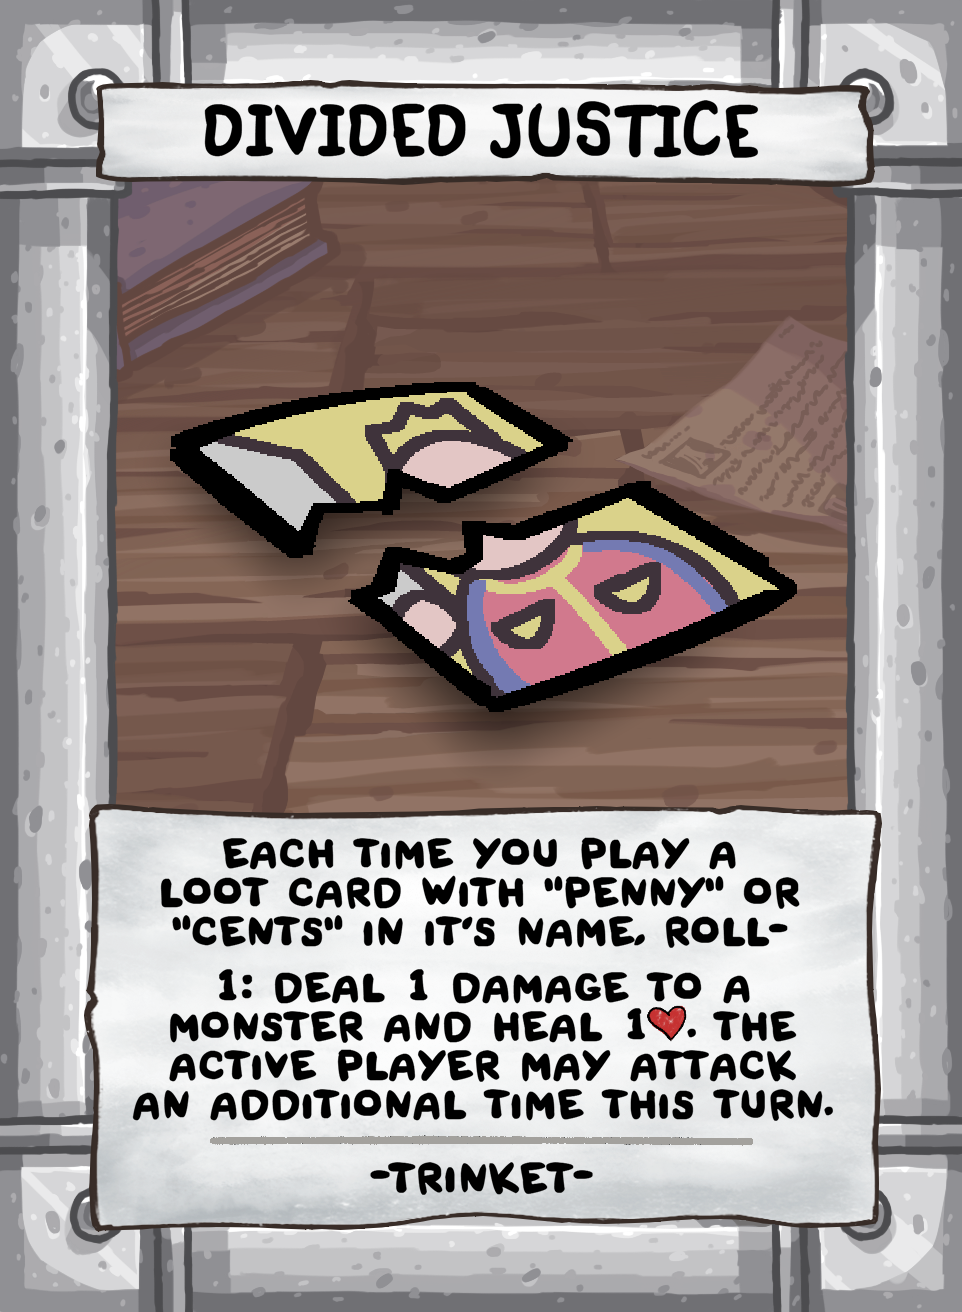 DIVIDED JUSTICE
EACH TIME YOU PLAY A
LOOT CARD WITH "PENNY" OR
"CENTS" IN IT'S NAME, ROLL-
1: DEAL 1 DAMAGE TO A
MONSTER AND HEAL 1❤. THE
ACTIVE PLAYER MAY ATTACK
AN ADDITIONAL TIME THIS TURN.
-TRINKET-